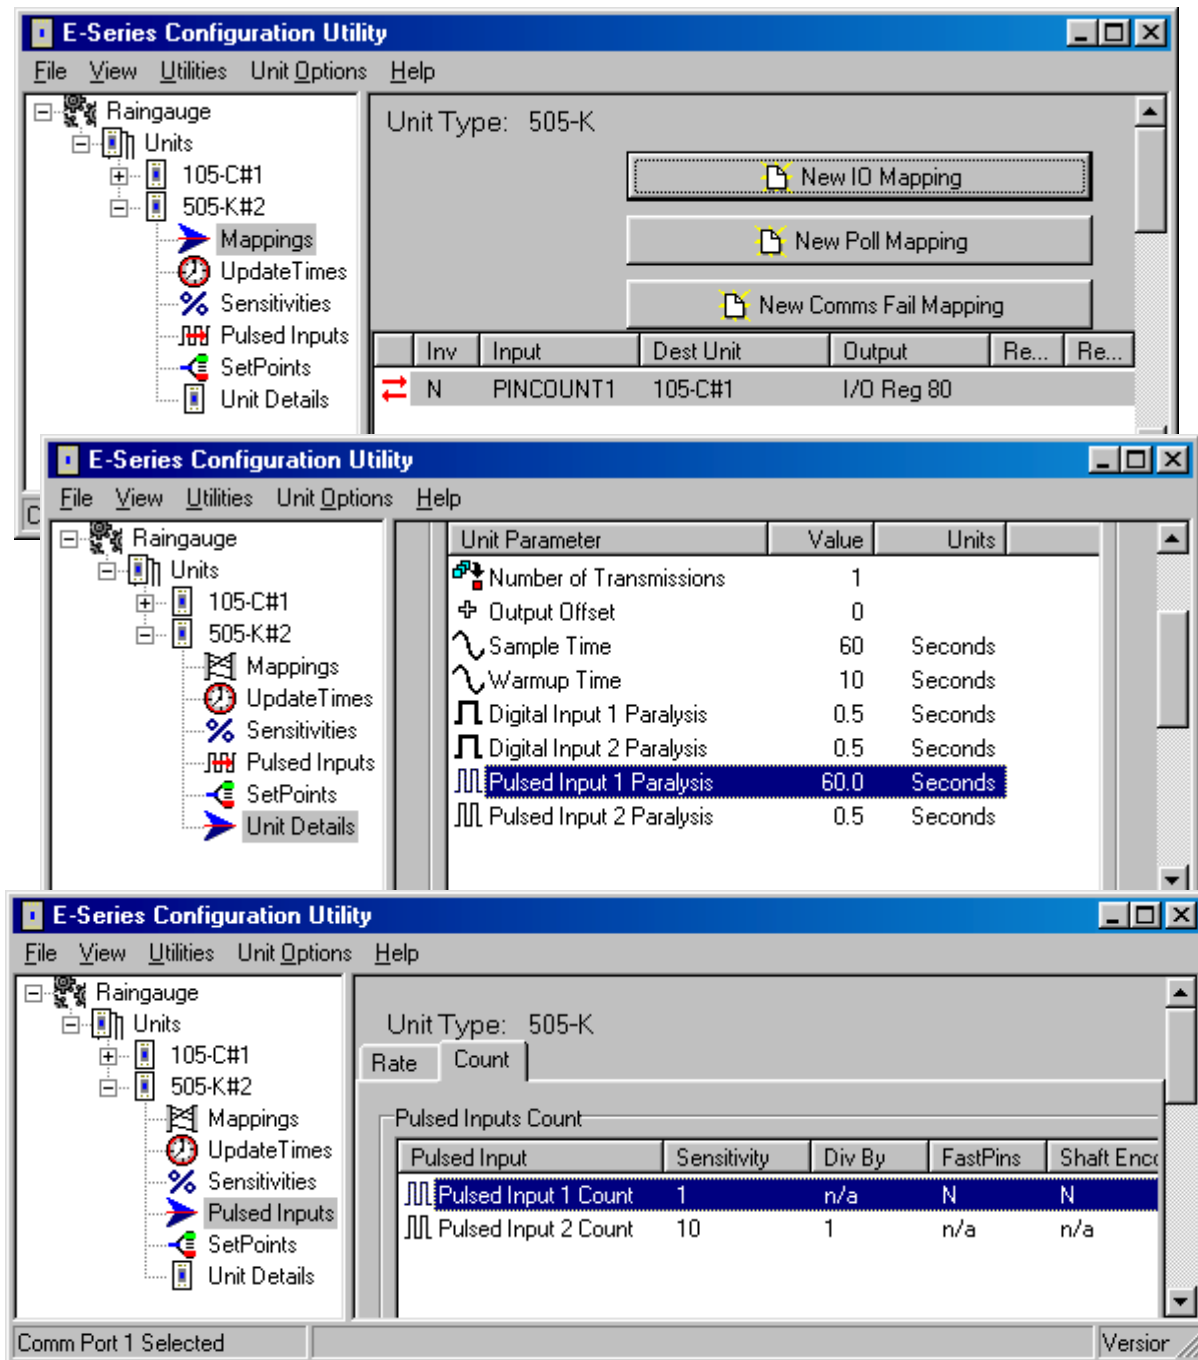 E-Series Configuration Utility
File View Utilities Unit Options Help
Raingauge
Units
105-C#1
505-K#2
Mappings
UpdateTimes
Sensitivities
Pulsed Inputs
SetPoints
Unit Details
Unit Type: 505-K
New IO Mapping
New Poll Mapping
New Comms Fail Mapping
Inv Input Dest Unit Output Re... Re...
N PINCOUNT1 105-C#1 I/O Reg 80
C
E-Series Configuration Utility
File View Utilities Unit Options Help
Raingauge
Units
105-C#1
505-K#2
Mappings
UpdateTimes
Sensitivities
Pulsed Inputs
SetPoints
Unit Details
Unit Parameter Value Units
Number of Transmissions 1
Output Offset 0
Sample Time 60 Seconds
Warmup Time 10 Seconds
Digital Input 1 Paralysis 0.5 Seconds
Digital Input 2 Paralysis 0.5 Seconds
Pulsed Input 1 Paralysis 60.0 Seconds
Pulsed Input 2 Paralysis 0.5 Seconds
E-Series Configuration Utility
File View Utilities Unit Options Help
Raingauge
Units
105-C#1
505-K#2
Mappings
UpdateTimes
Sensitivities
Pulsed Inputs
SetPoints
Unit Details
Unit Type: 505-K
Rate Count
Pulsed Inputs Count
Pulsed Input Sensitivity Div By FastPins Shaft Enco
Pulsed Input 1 Count 1 n/a N N
Pulsed Input 2 Count 10 1 n/a n/a
Comm Port 1 Selected Version